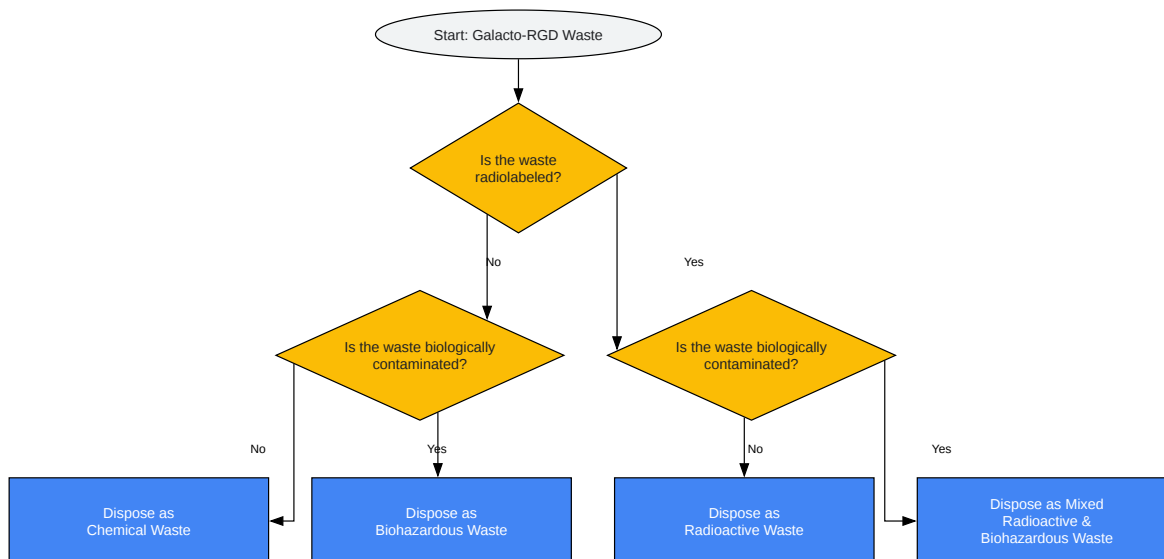 Start: Galacto-RGD Waste
Is the waste
radiolabeled?
No
Yes
Is the waste biologically
contaminated?
Is the waste biologically
contaminated?
No
Yes
No
Yes
Dispose as
Chemical Waste
Dispose as
Biohazardous Waste
Dispose as
Radioactive Waste
Dispose as Mixed
Radioactive &
Biohazardous Waste